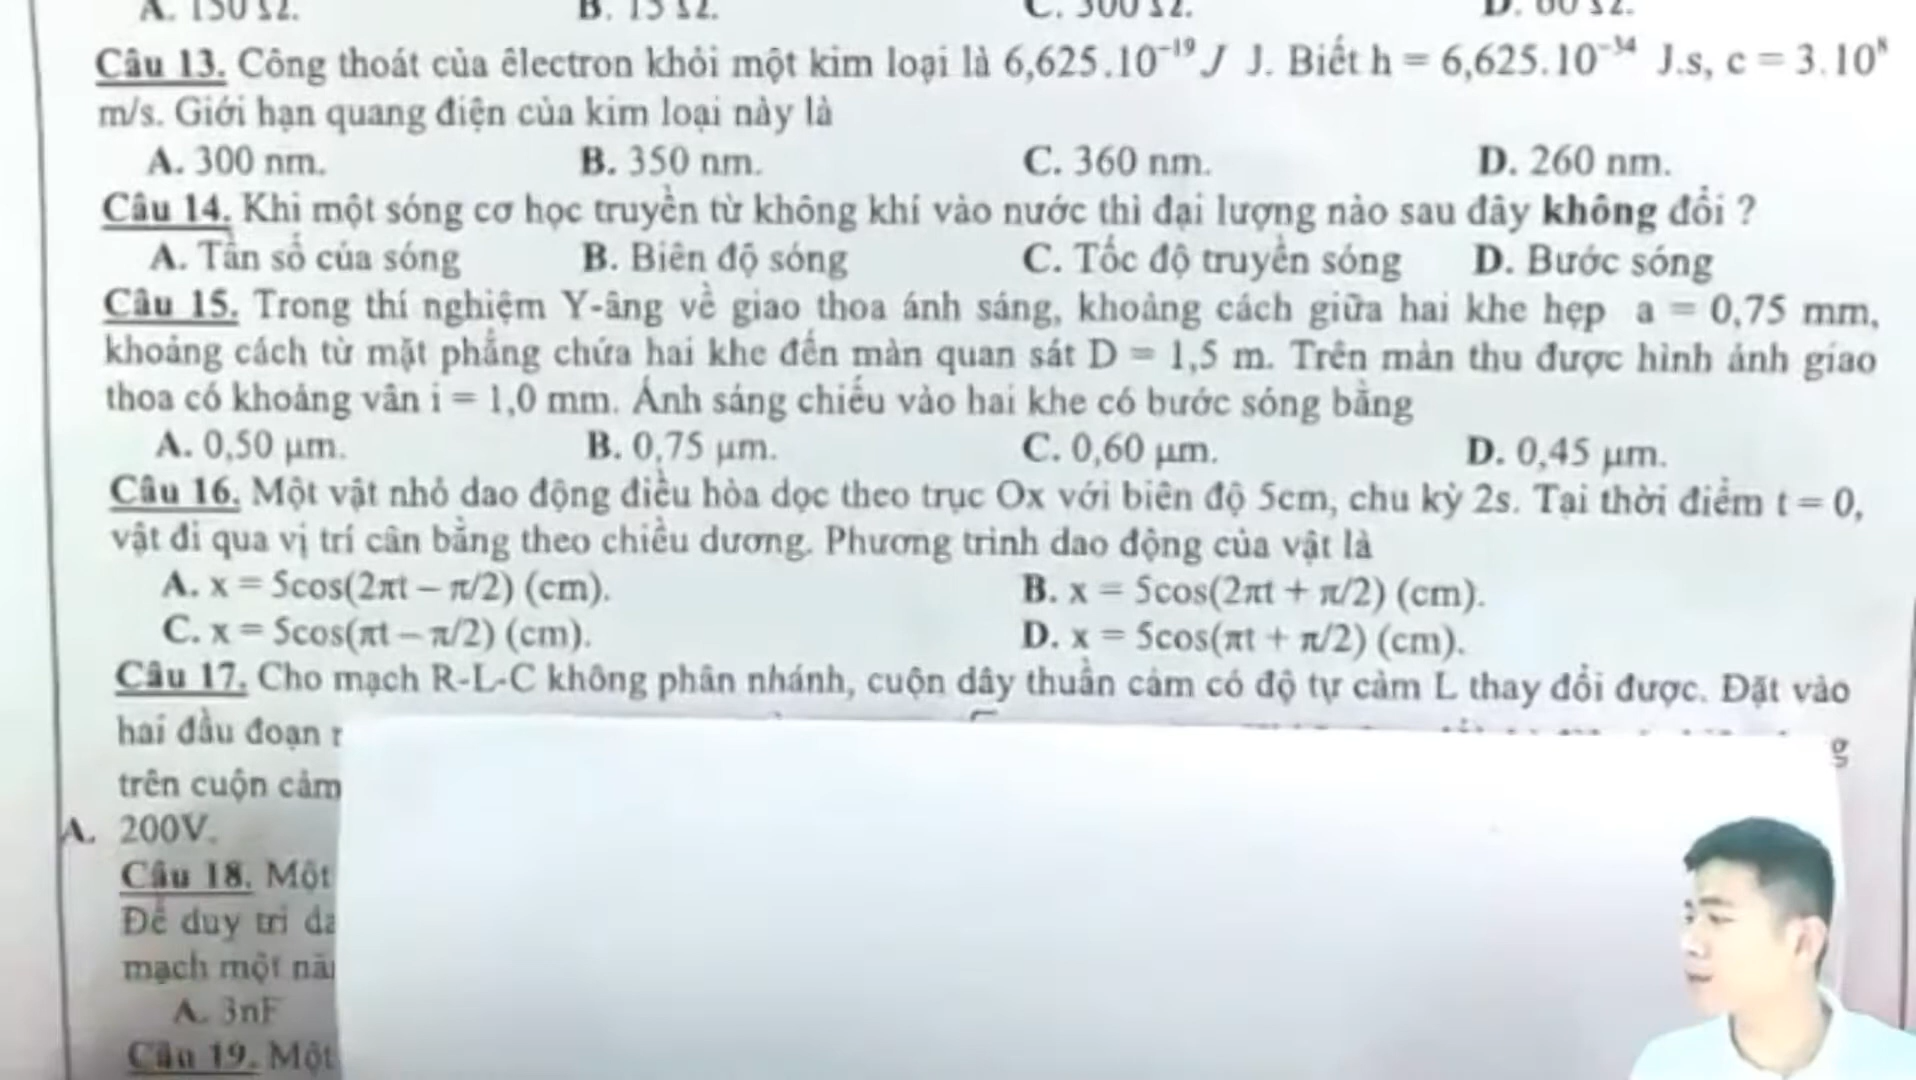 A. 150 Ω. B. 15 Ω. C. 300 Ω. D. 60 Ω.
Câu 13. Công thoát của êlectron khỏi một kim loại là 6,625.10⁻¹⁹ J J. Biết h = 6,625.10⁻³⁴ J.s, c = 3.10⁸
m/s. Giới hạn quang điện của kim loại này là
A. 300 nm. B. 350 nm. C. 360 nm. D. 260 nm.
Câu 14. Khi một sóng cơ học truyền từ không khí vào nước thì đại lượng nào sau đây không đổi ?
A. Tần số của sóng B. Biên độ sóng C. Tốc độ truyền sóng D. Bước sóng
Câu 15. Trong thí nghiệm Y-âng về giao thoa ánh sáng, khoảng cách giữa hai khe hẹp a = 0,75 mm,
khoảng cách từ mặt phẳng chứa hai khe đến màn quan sát D = 1,5 m. Trên màn thu được hình ảnh giao
thoa có khoảng vân i = 1,0 mm. Ánh sáng chiếu vào hai khe có bước sóng bằng
A. 0,50 μm. B. 0,75 μm. C. 0,60 μm. D. 0,45 μm.
Câu 16. Một vật nhỏ dao động điều hòa dọc theo trục Ox với biên độ 5cm, chu kỳ 2s. Tại thời điểm t = 0,
vật đi qua vị trí cân bằng theo chiều dương. Phương trình dao động của vật là
A. x = 5cos(2πt – π/2) (cm). B. x = 5cos(2πt + π/2) (cm).
C. x = 5cos(πt – π/2) (cm). D. x = 5cos(πt + π/2) (cm).
Câu 17. Cho mạch R-L-C không phân nhánh, cuộn dây thuần cảm có độ tự cảm L thay đổi được. Đặt vào
hai đầu đoạn
trên cuộn cảm
A. 200V.
Câu 18. Một
Để duy trì
mạch một
A. 3nF
Câu 19. Một